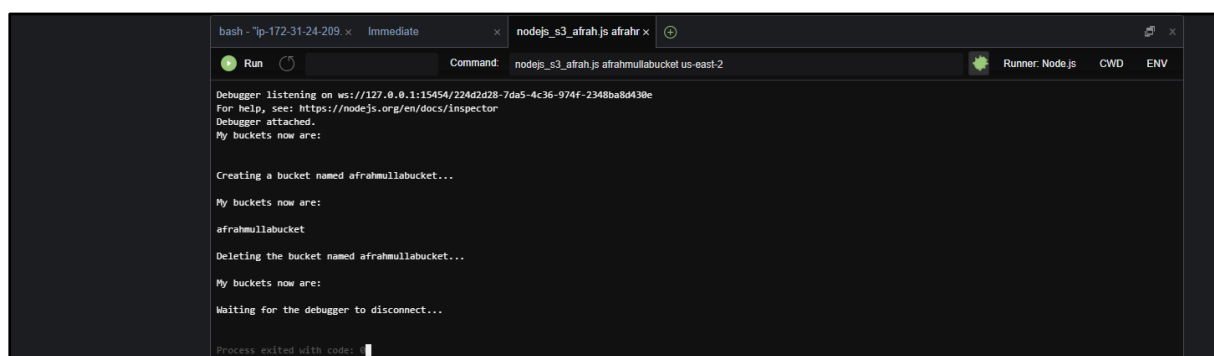 bash - "ip-172-31-24-209. × Immediate × nodejs_s3_afrah.js afrahr ×
Run Command: nodejs_s3_afrah.js afrahmullabucket us-east-2 Runner: Node.js CWD ENV
Debugger listening on ws://127.0.0.1:15454/224d2d28-7da5-4c36-974f-2348ba8d430e
For help, see: https://nodejs.org/en/docs/inspector
Debugger attached.
My buckets now are:
Creating a bucket named afrahmullabucket...
My buckets now are:
afrahmullabucket
Deleting the bucket named afrahmullabucket...
My buckets now are:
Waiting for the debugger to disconnect...
Process exited with code: 0